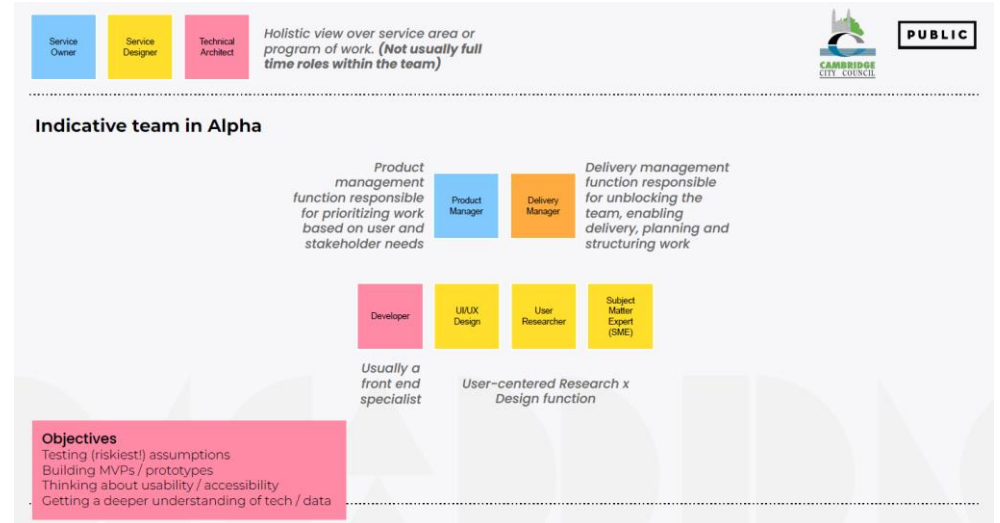 Service
Owner
Service
Designer
Technical
Architect
Holistic view over service area or
program of work. (Not usually full
time roles within the team)
CAMBRIDGE
CITY COUNCIL
PUBLIC
Indicative team in Alpha
Product
management
function responsible
for prioritizing work
based on user and
stakeholder needs
Product
Manager
Delivery
Manager
Delivery management
function responsible
for unblocking the
team, enabling
delivery, planning and
structuring work
Developer
UI/UX
Design
User
Researcher
Subject
Matter
Expert
(SME)
Usually a
front end
specialist
User-centered Research x
Design function
Objectives
Testing (riskiest!) assumptions
Building MVPs / prototypes
Thinking about usability / accessibility
Getting a deeper understanding of tech / data